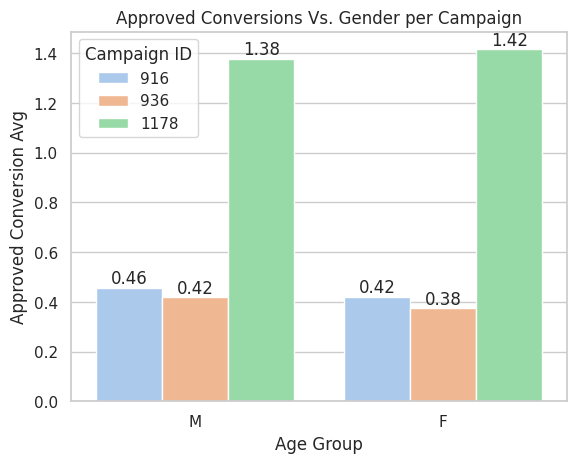 Approved Conversions Vs. Gender per Campaign
Approved Conversion Avg
1.4
1.2
1.0
0.8
0.6
0.4
0.2
0.0
Campaign ID
916
936
1178
0.46
0.42
1.38
0.42
0.38
1.42
M
F
Age Group